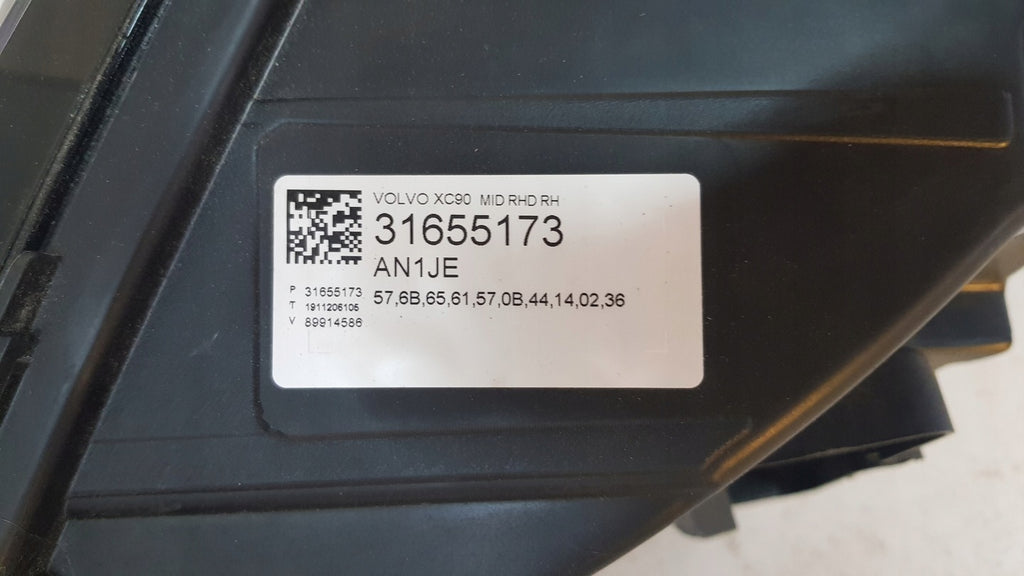 VOLVO XC90 MID RHD RH
31655173
AN1JE
57,6B,65,61,57,0B,44,14,02,36
P 31655173
T 1911206105
V 89914586